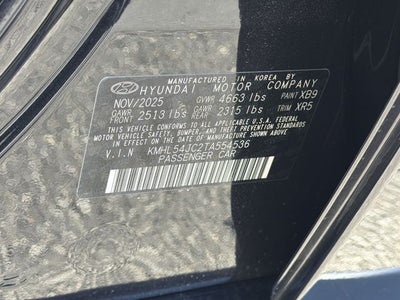 MANUFACTURED IN KOREA BY
HYUNDAI MOTOR COMPANY
NOV/2025 GVWR 4663 lbs PAINT XB9
GAWR FRONT 2513 lbs GAWR REAR 2315 lbs TRIM XR5
THIS VEHICLE CONFORMS TO ALL APPLICABLE FEDERAL
MOTOR VEHICLE SAFETY, BUMPER, AND THEFT PREVENTION
STANDARDS IN EFFECT ON THE DATE OF MANUFACTURE
SHOWN ABOVE.
V.I.N KMHL54JC2TA554536
PASSENGER CAR